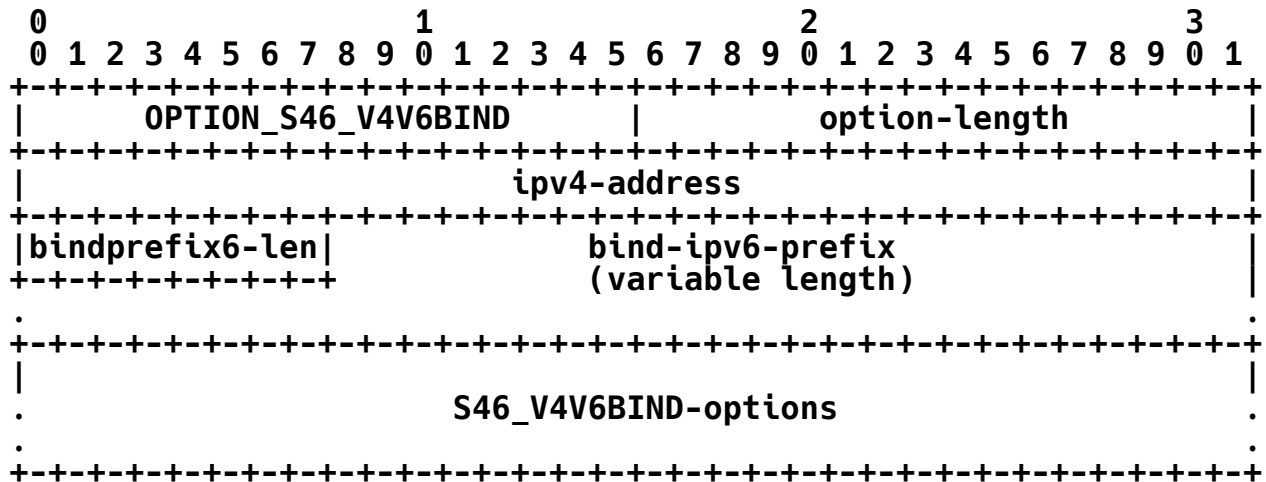 0                   1                   2                   3
 0 1 2 3 4 5 6 7 8 9 0 1 2 3 4 5 6 7 8 9 0 1 2 3 4 5 6 7 8 9 0 1
+-+-+-+-+-+-+-+-+-+-+-+-+-+-+-+-+-+-+-+-+-+-+-+-+-+-+-+-+-+-+-+-+
|      OPTION_S46_V4V6BIND      |         option-length         |
+-+-+-+-+-+-+-+-+-+-+-+-+-+-+-+-+-+-+-+-+-+-+-+-+-+-+-+-+-+-+-+-+
|                         ipv4-address                          |
+-+-+-+-+-+-+-+-+-+-+-+-+-+-+-+-+-+-+-+-+-+-+-+-+-+-+-+-+-+-+-+-+
|bindprefix6-len|             bind-ipv6-prefix                  |
+-+-+-+-+-+-+-+-+             (variable length)                 |
.                                                               .
+-+-+-+-+-+-+-+-+-+-+-+-+-+-+-+-+-+-+-+-+-+-+-+-+-+-+-+-+-+-+-+-+
|                                                               |
.                      S46_V4V6BIND-options                     .
.                                                               .
+-+-+-+-+-+-+-+-+-+-+-+-+-+-+-+-+-+-+-+-+-+-+-+-+-+-+-+-+-+-+-+-+